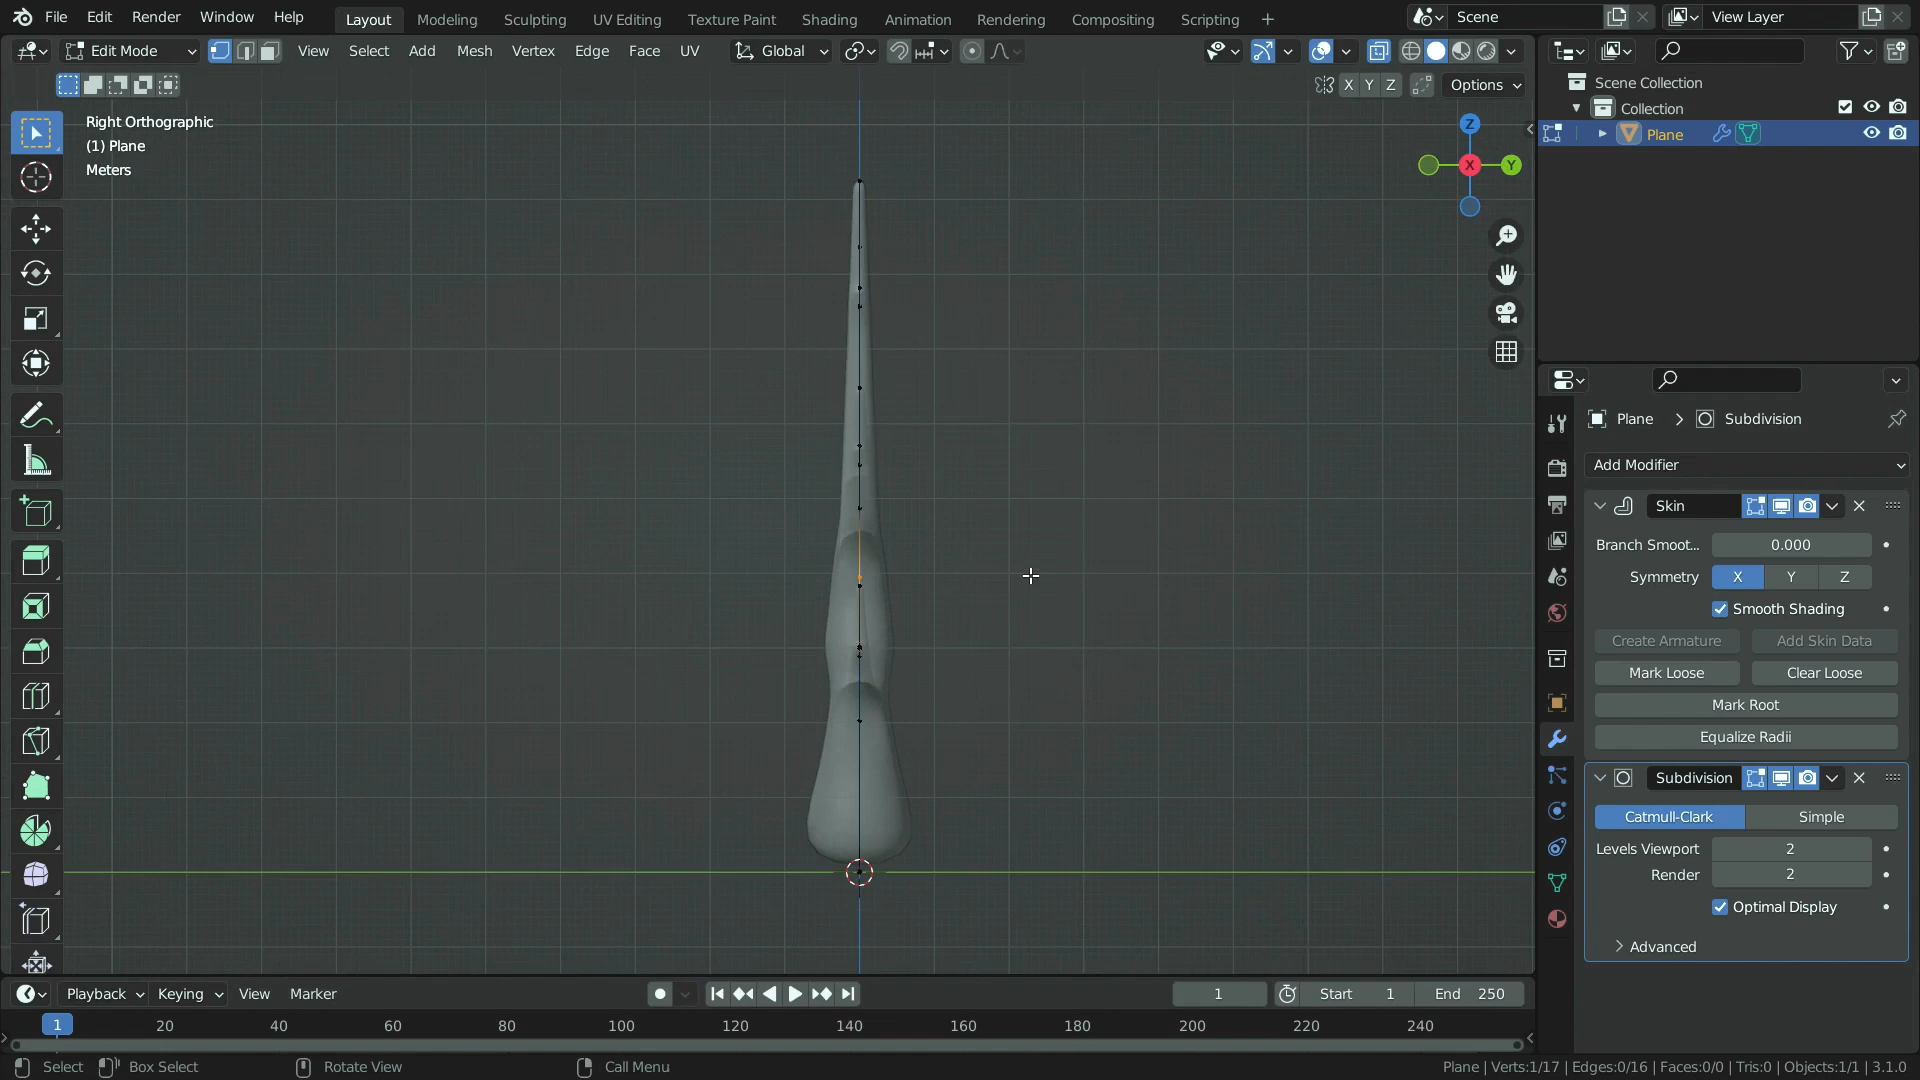 File Edit Render Window Help Layout Modeling Sculpting UV Editing Texture Paint Shading Animation Rendering Compositing Scripting + Scene View Layer
Edit Mode View Select Add Mesh Vertex Edge Face UV Global
X Y Z Options
Right Orthographic
(1) Plane
Meters
Z
X
Y
Scene Collection
Collection
Plane
Plane > Subdivision
Add Modifier
Skin
Branch Smoot... 0.000
Symmetry X Y Z
Smooth Shading
Create Armature Add Skin Data
Mark Loose Clear Loose
Mark Root
Equalize Radii
Subdivision
Catmull-Clark Simple
Levels Viewport 2
Render 2
Optimal Display
Advanced
Playback Keying View Marker 1 Start 1 End 250
1 20 40 60 80 100 120 140 160 180 200 220 240
Select Box Select Rotate View Call Menu Plane | Verts:1/17 | Edges:0/16 | Faces:0/0 | Tris:0 | Objects:1/1 | 3.1.0